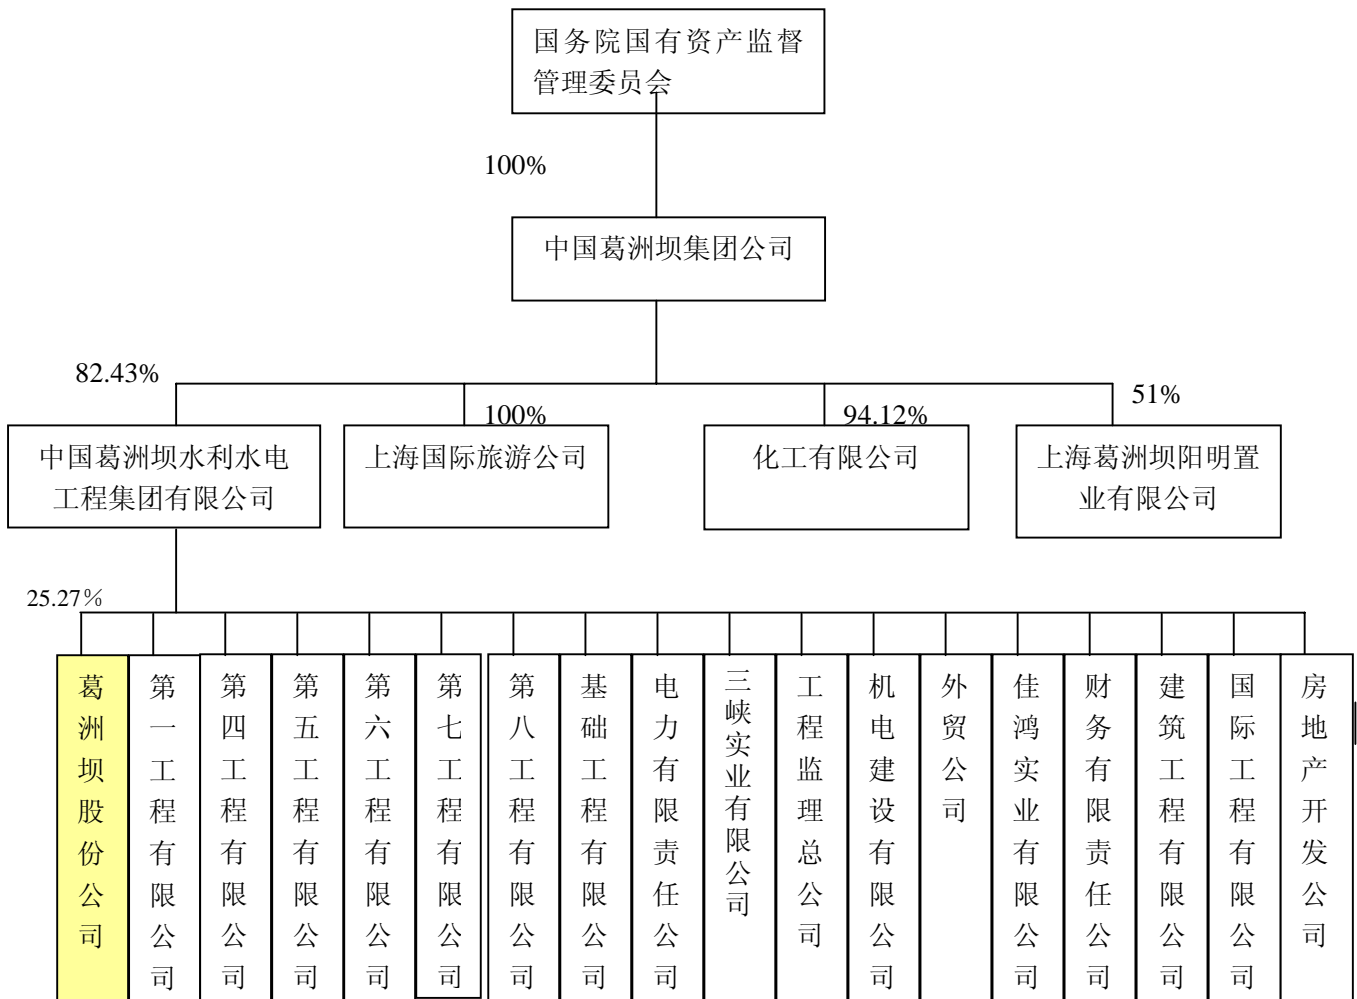 国务院国有资产监督
管理委员会
100%
中国葛洲坝集团公司
82.43%
100%
94.12%
51%
中国葛洲坝水利水电
工程集团有限公司
上海国际旅游公司
化工有限公司
上海葛洲坝阳明置
业有限公司
25.27%
葛洲坝股份公司
第一工程有限公司
第四工程有限公司
第五工程有限公司
第六工程有限公司
第七工程有限公司
第八工程有限公司
基础工程有限公司
电力有限责任公司
三峡实业有限公司
工程监理总公司
机电建设有限公司
外贸公司
佳鸿实业有限公司
财务有限责任公司
建筑工程有限公司
国际工程有限公司
房地产开发公司